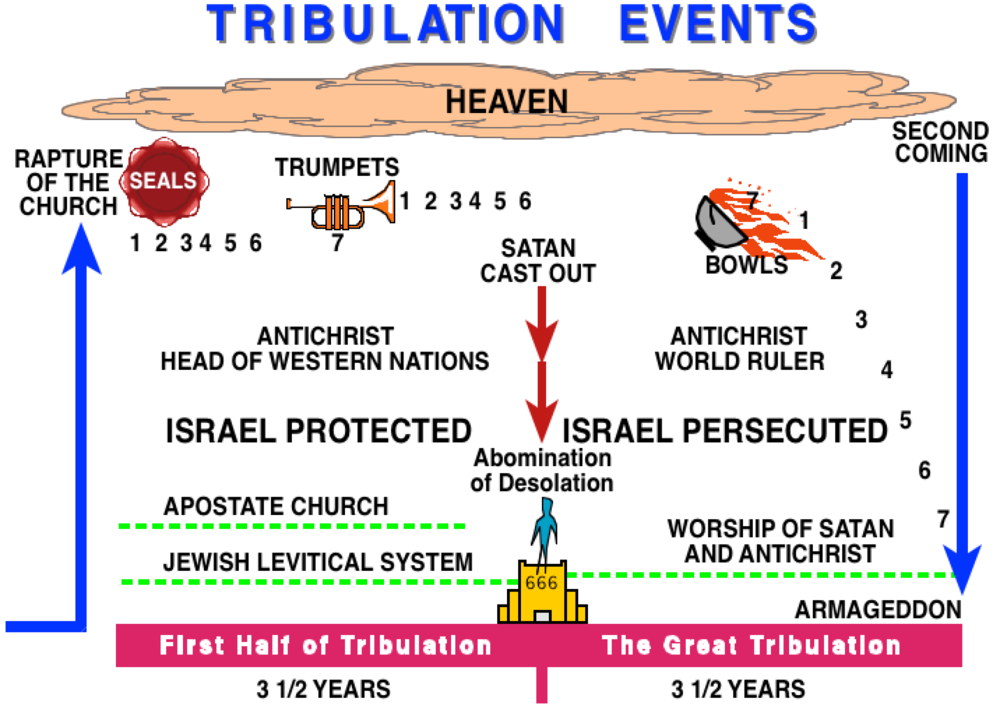 TRIBULATION EVENTS
HEAVEN
SECOND
COMING
RAPTURE
OF THE
CHURCH
SEALS
1 2 3 4 5 6
TRUMPETS
1 2 3 4 5 6
7
SATAN
CAST OUT
7
1
BOWLS
2
3
4
5
6
7
ANTICHRIST
HEAD OF WESTERN NATIONS
ANTICHRIST
WORLD RULER
ISRAEL PROTECTED
ISRAEL PERSECUTED
Abomination
of Desolation
APOSTATE CHURCH
JEWISH LEVITICAL SYSTEM
WORSHIP OF SATAN
AND ANTICHRIST
666
ARMAGEDDON
First Half of Tribulation
The Great Tribulation
3 1/2 YEARS
3 1/2 YEARS